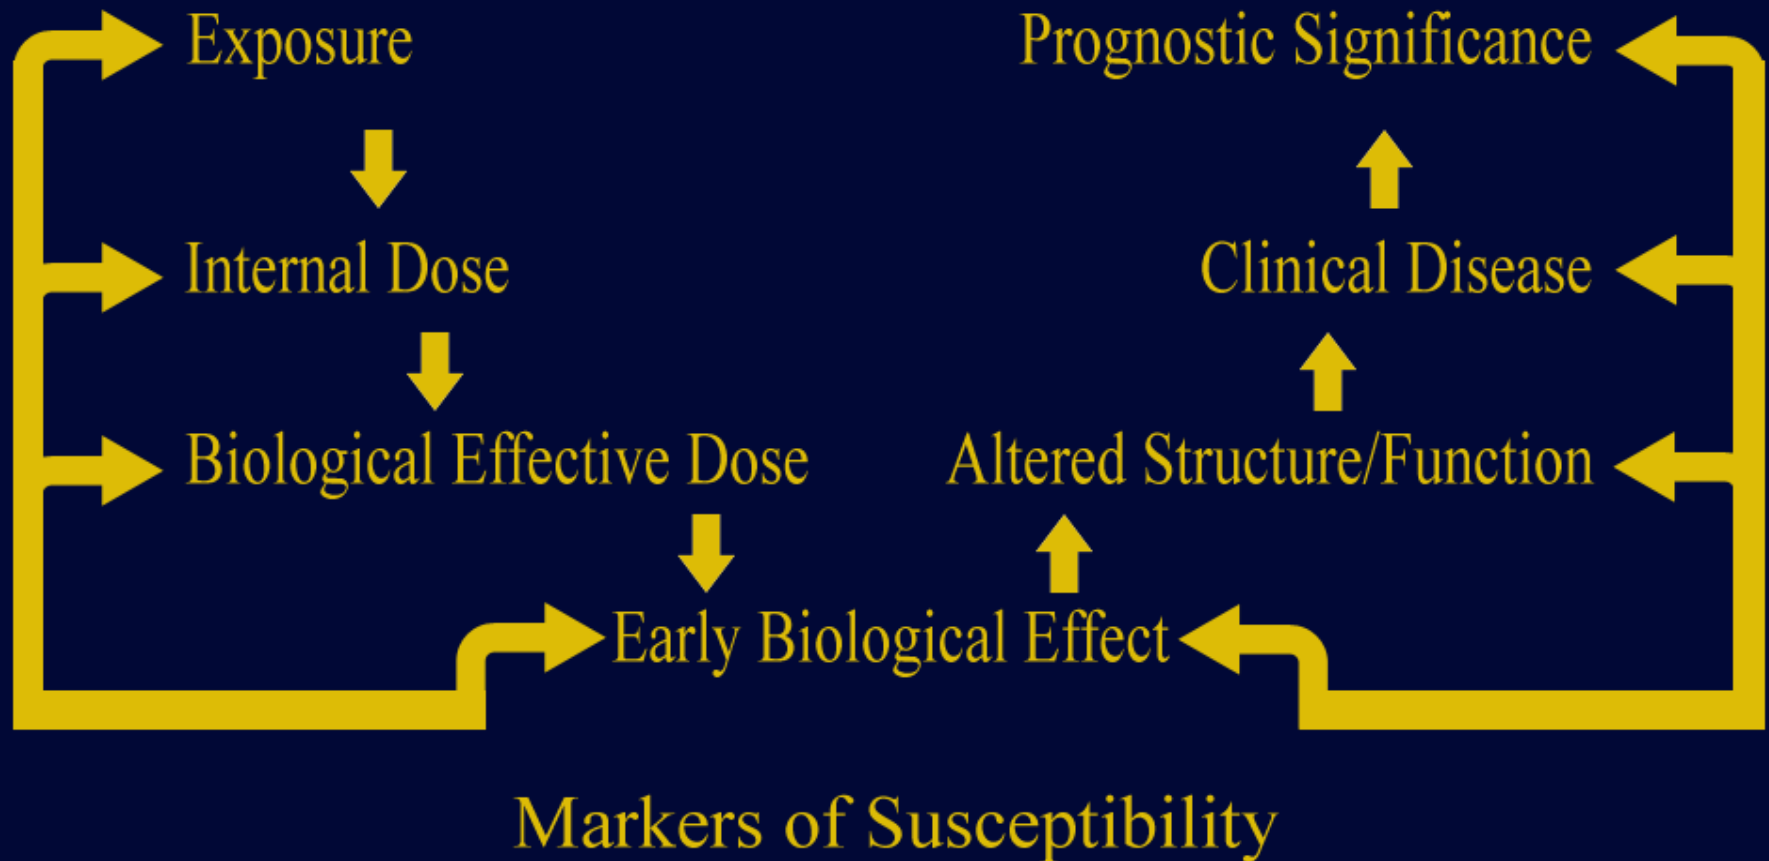 Exposure
Prognostic Significance
Internal Dose
Clinical Disease
Biological Effective Dose
Altered Structure/Function
Early Biological Effect
Markers of Susceptibility